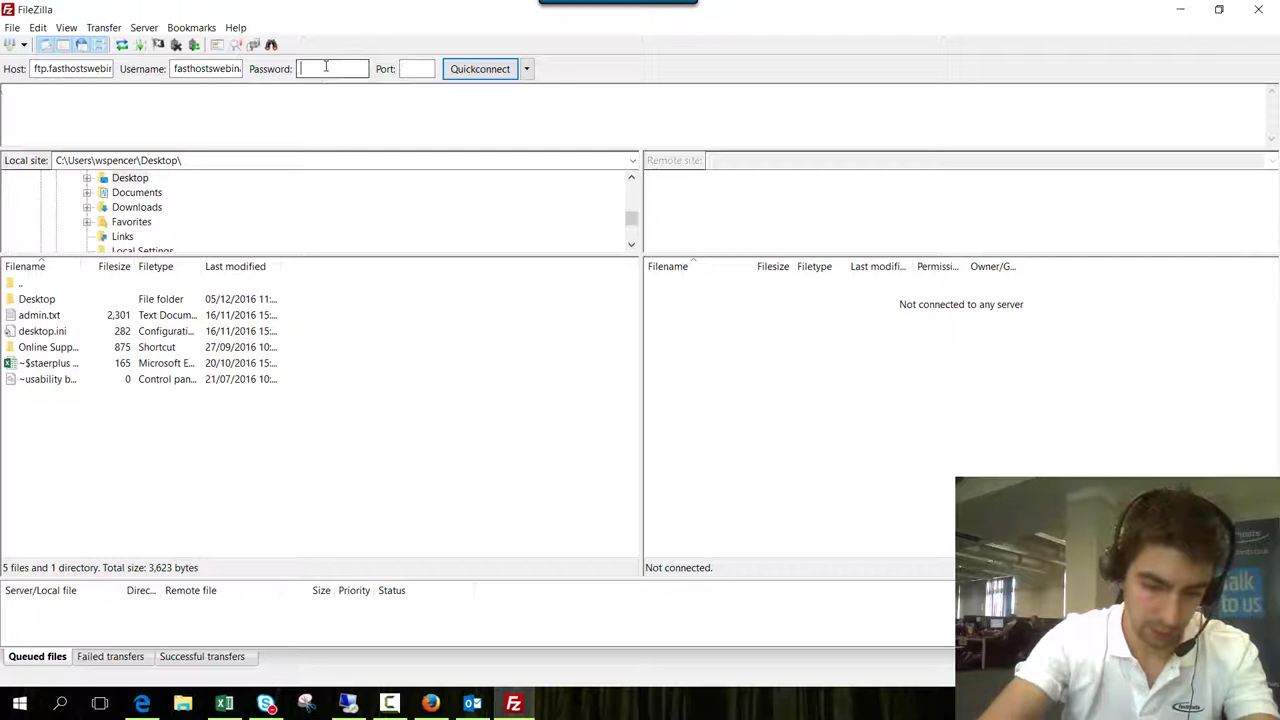 FileZilla
File Edit View Transfer Server Bookmarks Help
Host: ftp.fasthostswebin Username: fasthostswebin Password: Port: Quickconnect
Local site: C:\Users\wspencer\Desktop\ Remote site:
Desktop
Documents
Downloads
Favorites
Links
Local Settings
Filename Filesize Filetype Last modified
..
Desktop File folder 05/12/2016 11:...
admin.txt 2,301 Text Docum... 16/11/2016 15:...
desktop.ini 282 Configurati... 16/11/2016 15:...
Online Supp... 875 Shortcut 27/09/2016 10:...
~$staerplus ... 165 Microsoft E... 20/10/2016 15:...
~usability b... 0 Control pan... 21/07/2016 10:...
Filename Filesize Filetype Last modifi... Permissi... Owner/G...
Not connected to any server
5 files and 1 directory. Total size: 3,623 bytes
Not connected.
Server/Local file Direc... Remote file Size Priority Status
Queued files Failed transfers Successful transfers
talk
to us